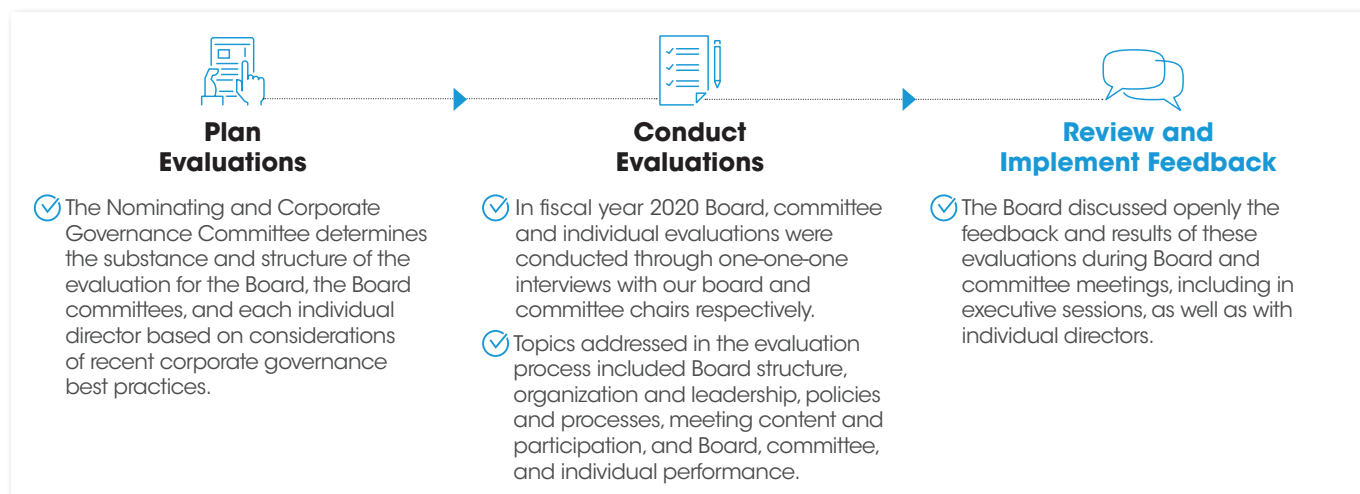 Plan
Evaluations
The Nominating and Corporate
Governance Committee determines
the substance and structure of the
evaluation for the Board, the Board
committees, and each individual
director based on considerations
of recent corporate governance
best practices.
Conduct
Evaluations
In fiscal year 2020 Board, committee
and individual evaluations were
conducted through one-one-one
interviews with our board and
committee chairs respectively.
Topics addressed in the evaluation
process included Board structure,
organization and leadership, policies
and processes, meeting content and
participation, and Board, committee,
and individual performance.
Review and
Implement Feedback
The Board discussed openly the
feedback and results of these
evaluations during Board and
committee meetings, including in
executive sessions, as well as with
individual directors.